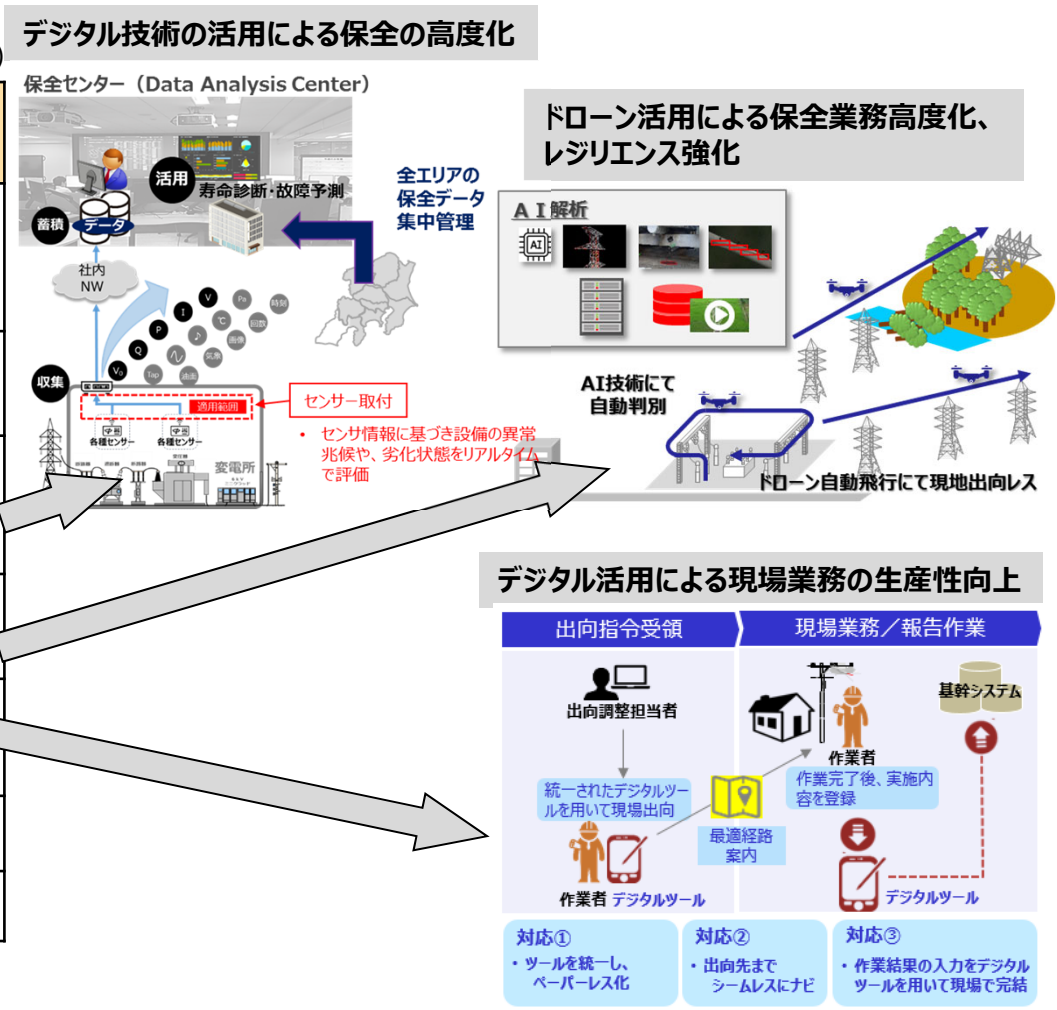 )
デジタル技術の活用による保全の高度化
保全センター（Data Analysis Center）
活用
寿命診断・故障予測
蓄積
データ
全エリアの
保全データ
集中管理
社内
NW
V
Pa
時刻
I
℃
回数
P
♪
画像
Q
気象
V₀
Tap
油面
収集
適用範囲
センサー取付
各種センサー
各種センサー
変電所
• センサ情報に基づき設備の異常
兆候や、劣化状態をリアルタイム
で評価
ドローン活用による保全業務高度化、
レジリエンス強化
ＡＩ解析
AI
AI技術にて
自動判別
ドローン自動飛行にて現地出向レス
デジタル活用による現場業務の生産性向上
出向指令受領
現場業務／報告作業
出向調整担当者
基幹システム
作業者
統一されたデジタルツー
ルを用いて現場出向
作業完了後、実施内
容を登録
最適経路
案内
作業者 デジタルツール
デジタルツール
対応①
・ツールを統一し、
ペーパーレス化
対応②
・出向先まで
シームレスにナビ
対応③
・作業結果の入力をデジタル
ツールを用いて現場で完結